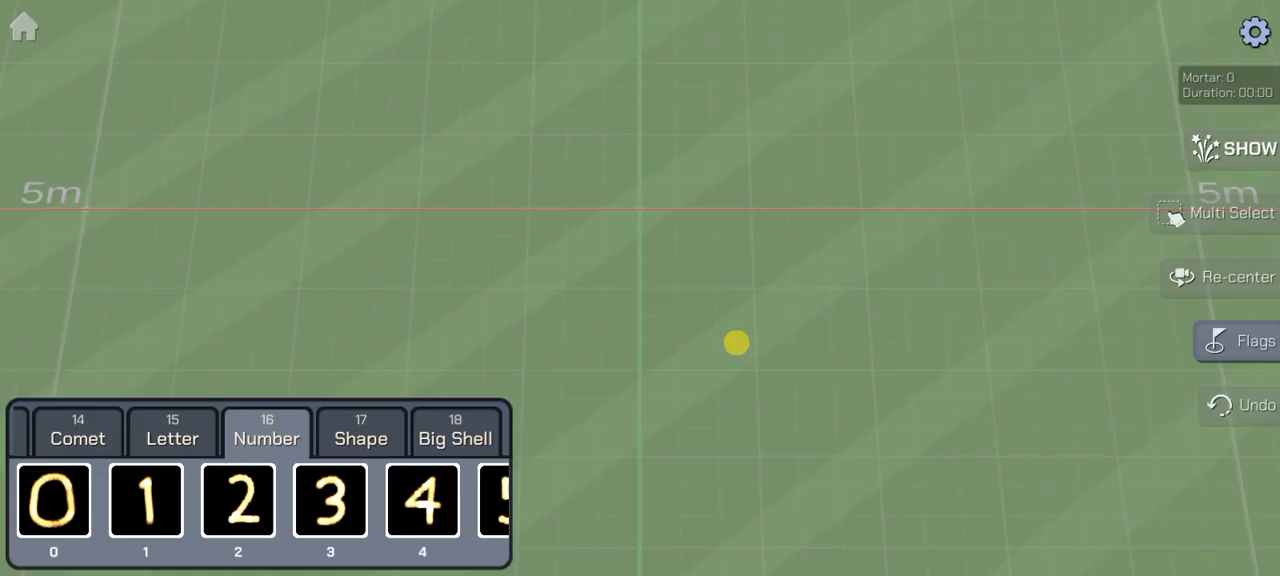 Mortar: 0
Duration: 00:00
SHOW
5m
5m
Multi Select
Re-center
Flags
Undo
14
Comet
15
Letter
16
Number
17
Shape
18
Big Shell
0 1 2 3 4
0 1 2 3 4